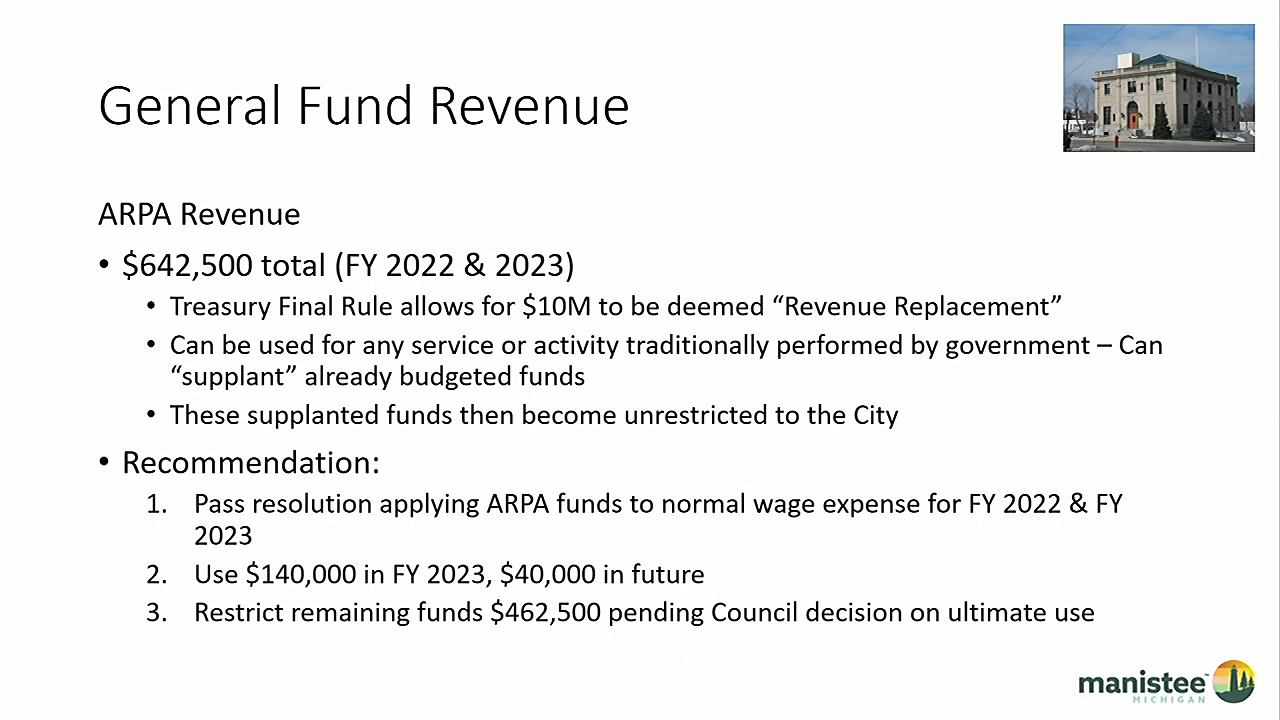 General Fund Revenue
ARPA Revenue
• $642,500 total (FY 2022 & 2023)
• Treasury Final Rule allows for $10M to be deemed “Revenue Replacement”
• Can be used for any service or activity traditionally performed by government – Can
“supplant” already budgeted funds
• These supplanted funds then become unrestricted to the City
• Recommendation:
1. Pass resolution applying ARPA funds to normal wage expense for FY 2022 & FY
2023
2. Use $140,000 in FY 2023, $40,000 in future
3. Restrict remaining funds $462,500 pending Council decision on ultimate use
manistee
MICHIGAN